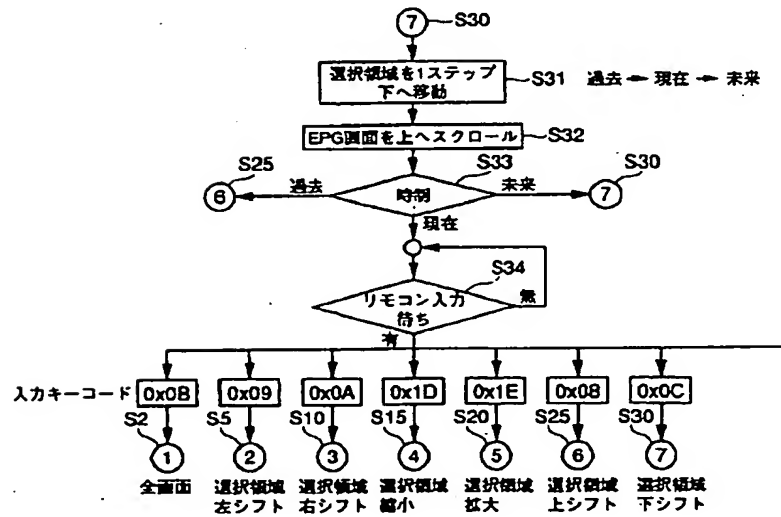 7 S30
選択領域を1ステップ
下へ移動
S31 過去 → 現在 → 未来
EPG画面を上へスクロール S32
S33
S25 S30
6 過去 時制 未来 7
現在
S34
リモコン入力
待ち
無
有
入力キーコード 0x0B 0x09 0x0A 0x1D 0x1E 0x08 0x0C
S2 S5 S10 S15 S20 S25 S30
1 2 3 4 5 6 7
全画面 選択領域 選択領域 選択領域 選択領域 選択領域 選択領域
左シフト 右シフト 縮小 拡大 上シフト 下シフト